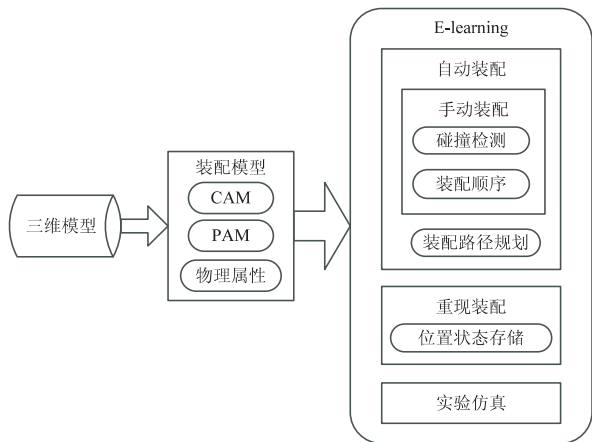 三维模型
装配模型
CAM
PAM
物理属性
E-learning
自动装配
手动装配
碰撞检测
装配顺序
装配路径规划
重现装配
位置状态存储
实验仿真